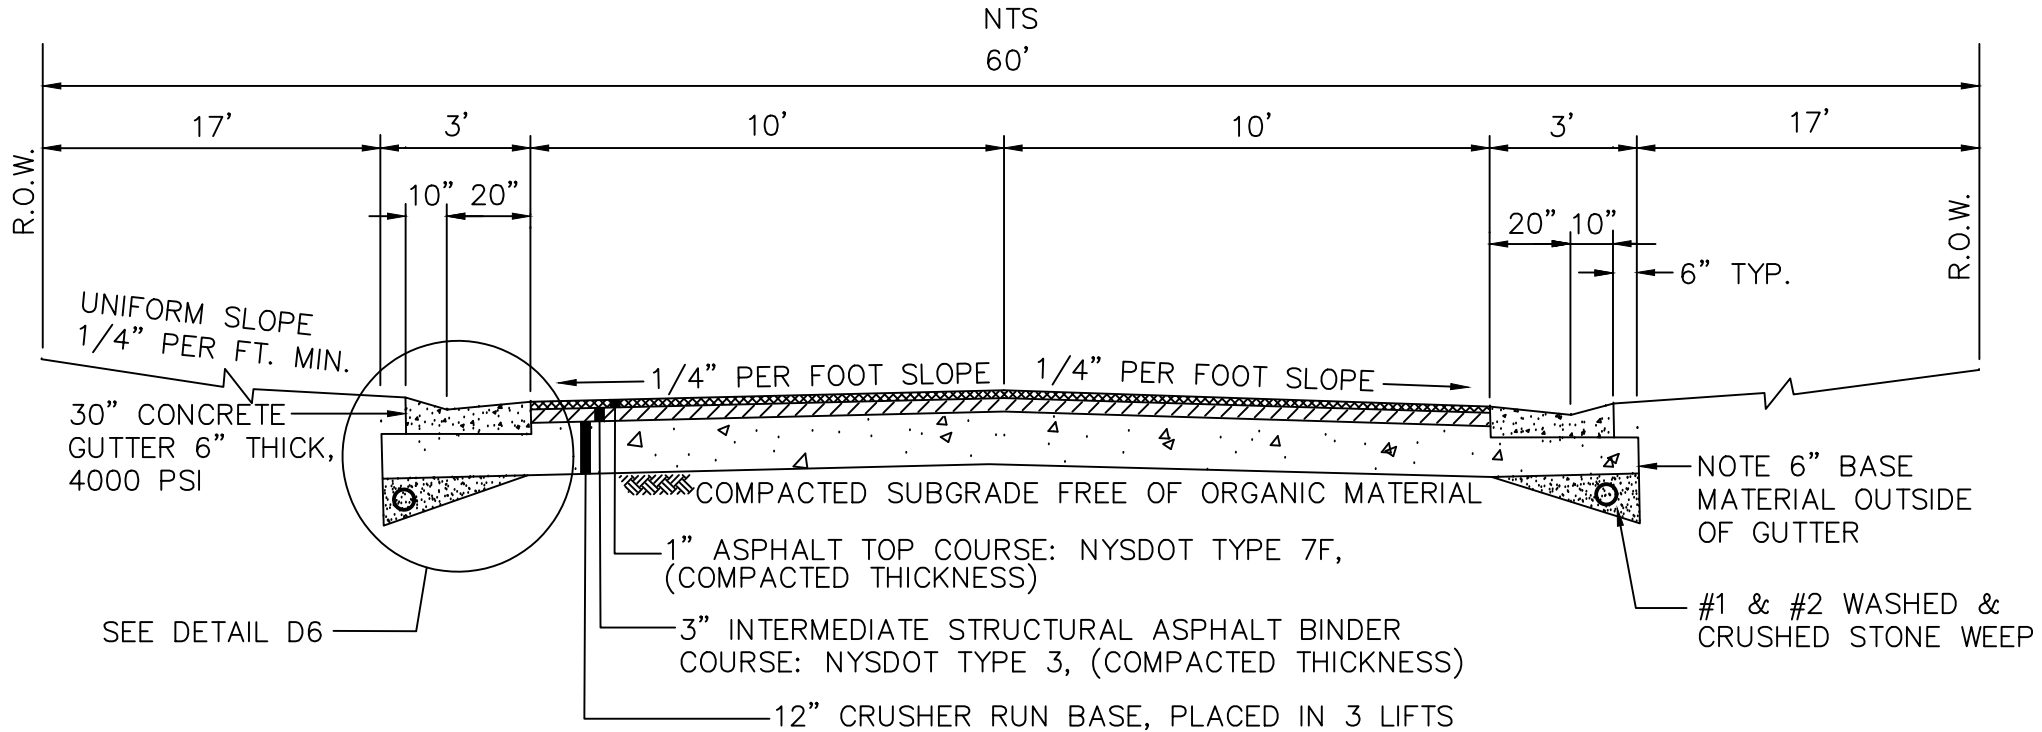 NTS
60’
17’
3’
10’
10’
3’
17’
R.O.W.
R.O.W.
10” 20”
20” 10”
6” TYP.
UNIFORM SLOPE
1/4” PER FT. MIN.
1/4” PER FOOT SLOPE
1/4” PER FOOT SLOPE
30” CONCRETE
GUTTER 6” THICK,
4000 PSI
COMPACTED SUBGRADE FREE OF ORGANIC MATERIAL
NOTE 6” BASE
MATERIAL OUTSIDE
OF GUTTER
1” ASPHALT TOP COURSE: NYSDOT TYPE 7F,
(COMPACTED THICKNESS)
#1 & #2 WASHED &
CRUSHED STONE WEEP
SEE DETAIL D6
3” INTERMEDIATE STRUCTURAL ASPHALT BINDER
COURSE: NYSDOT TYPE 3, (COMPACTED THICKNESS)
12” CRUSHER RUN BASE, PLACED IN 3 LIFTS